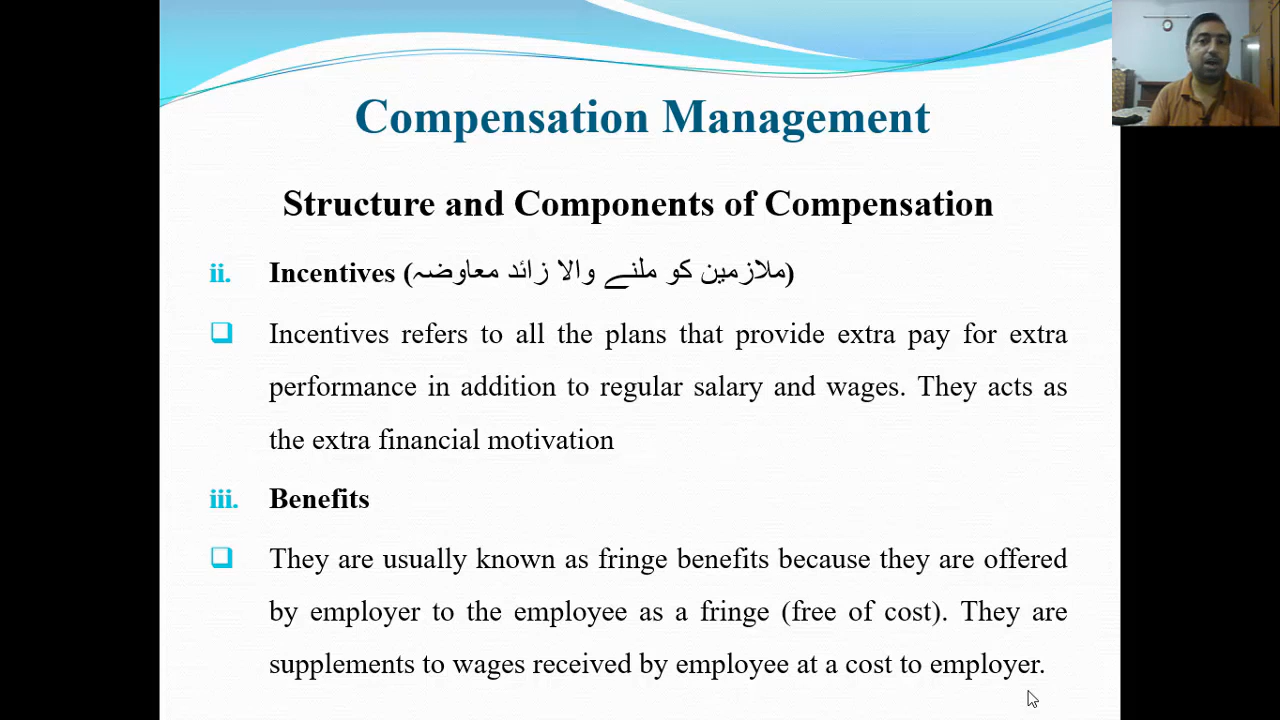 Compensation Management
Structure and Components of Compensation
ii. Incentives (ملازمین کو ملنے والا زائد معاوضہ)
Incentives refers to all the plans that provide extra pay for extra
performance in addition to regular salary and wages. They acts as
the extra financial motivation
iii. Benefits
They are usually known as fringe benefits because they are offered
by employer to the employee as a fringe (free of cost). They are
supplements to wages received by employee at a cost to employer.